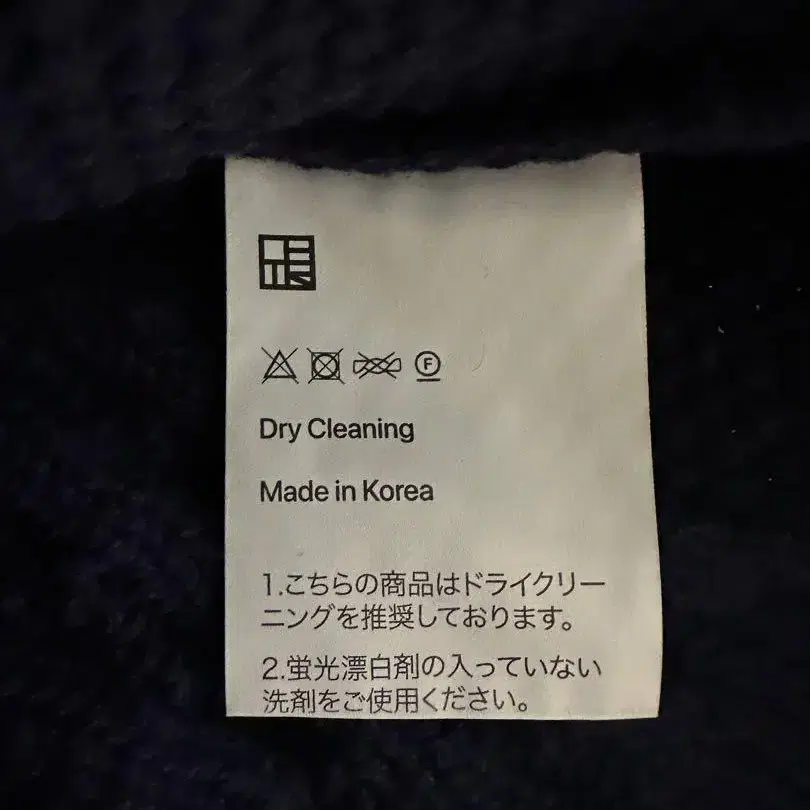 F
Dry Cleaning
Made in Korea
1.こちらの商品はドライクリー
ニングを推奨しております。
2.蛍光漂白剤の入っていない
洗剤をご使用ください。